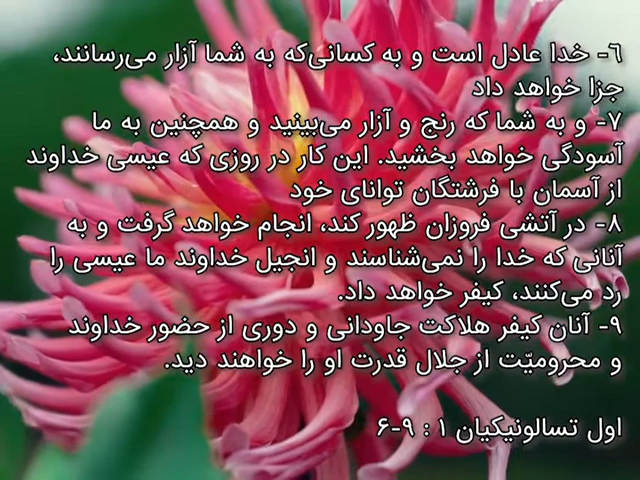 ٦- خدا عادل است و به کسانی‌که به شما آزار می‌رسانند،
جزا خواهد داد
٧- و به شما که رنج و آزار می‌بینید و همچنین به ما
آسودگی خواهد بخشید. این کار در روزی که عیسی خداوند
از آسمان با فرشتگان توانای خود
٨- در آتشی فروزان ظهور کند، انجام خواهد گرفت و به
آنانی که خدا را نمی‌شناسند و انجیل خداوند ما عیسی را
رد می‌کنند، کیفر خواهد داد.
٩- آنان کیفر هلاکت جاودانی و دوری از حضور خداوند
و محرومیّت از جلال قدرت او را خواهند دید.
اول تسالونیکیان ۱ : ۹-۶